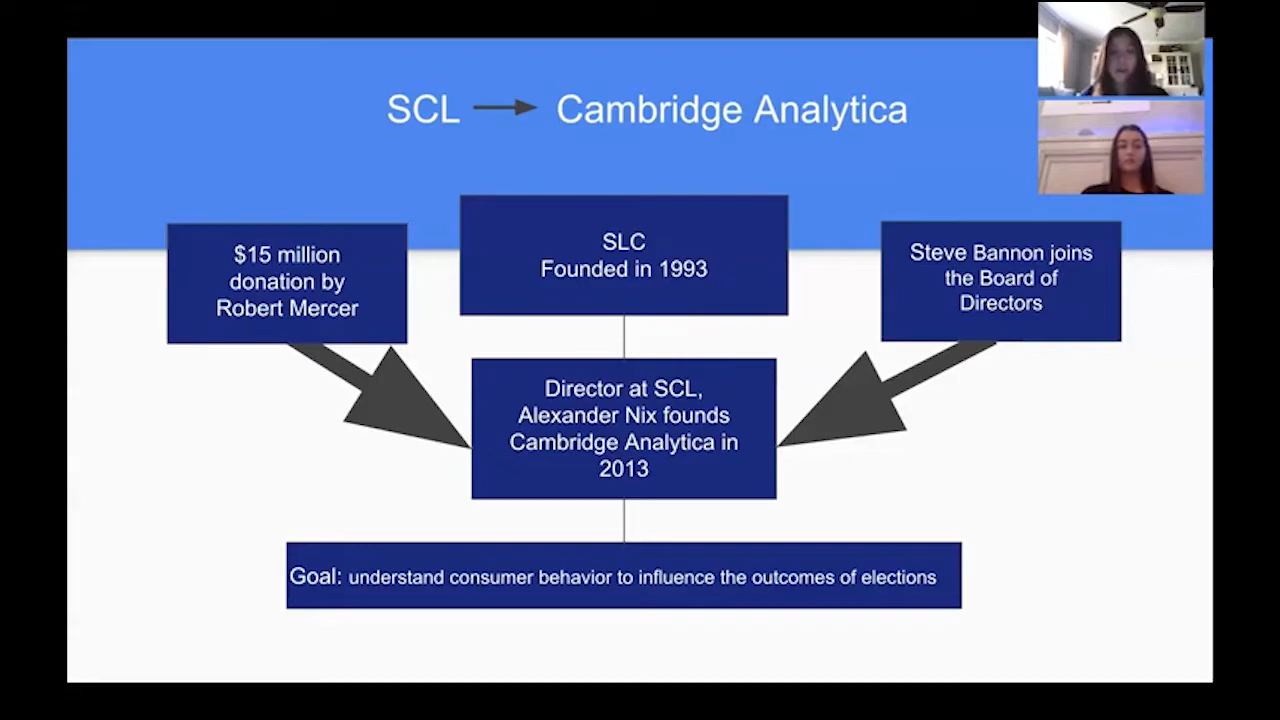 SCL Cambridge Analytica
$15 million
donation by
Robert Mercer
SLC
Founded in 1993
Steve Bannon joins
the Board of
Directors
Director at SCL,
Alexander Nix founds
Cambridge Analytica in
2013
Goal: understand consumer behavior to influence the outcomes of elections